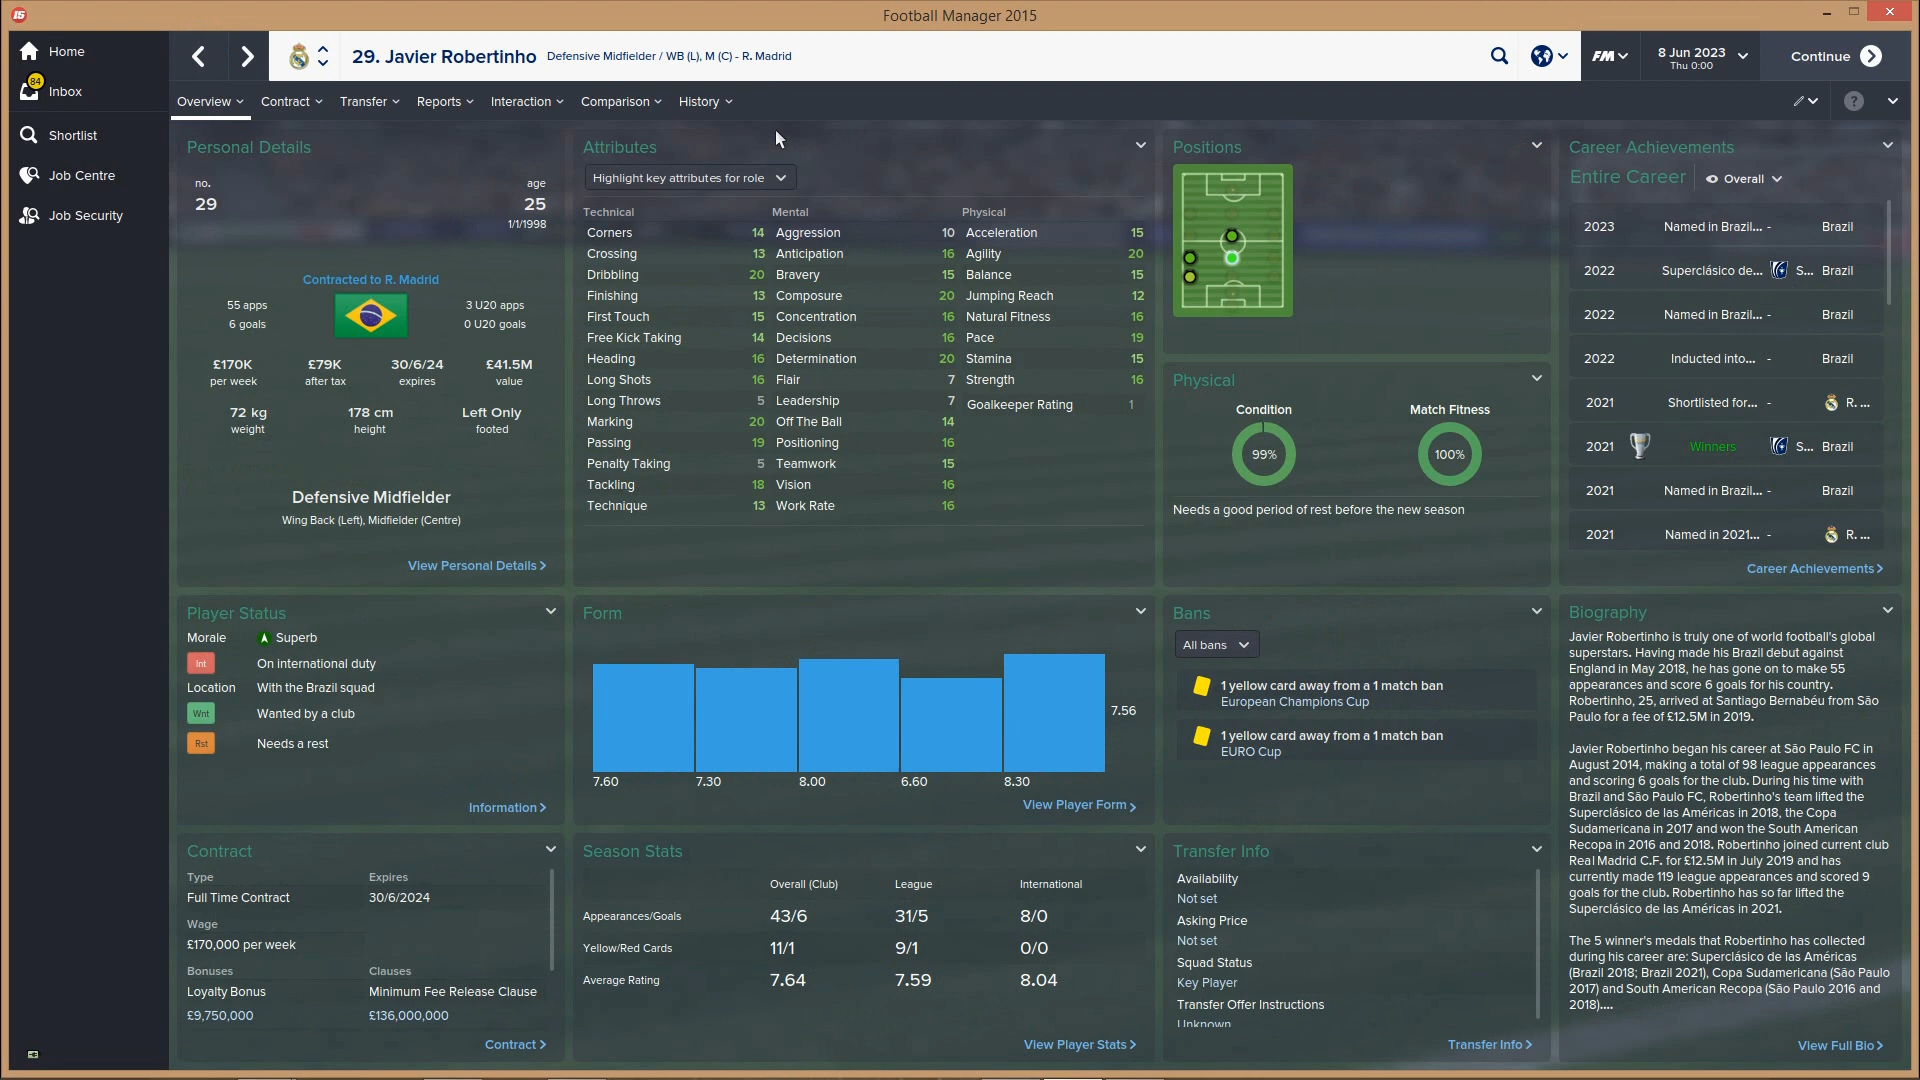 Football Manager 2015
Home
84
Inbox
Shortlist
Job Centre
Job Security
29. Javier Robertinho Defensive Midfielder / WB (L), M (C) - R. Madrid
FM
8 Jun 2023
Thu 0:00
Continue
Overview Contract Transfer Reports Interaction Comparison History
?
Personal Details
no. age
29 25
1/1/1998
Contracted to R. Madrid
55 apps 3 U20 apps
6 goals 0 U20 goals
£170K £79K 30/6/24 £41.5M
per week after tax expires value
72 kg 178 cm Left Only
weight height footed
Defensive Midfielder
Wing Back (Left), Midfielder (Centre)
View Personal Details
Attributes
Highlight key attributes for role
Technical Mental Physical
Corners 14 Aggression 10 Acceleration 15
Crossing 13 Anticipation 16 Agility 20
Dribbling 20 Bravery 15 Balance 15
Finishing 13 Composure 20 Jumping Reach 12
First Touch 15 Concentration 16 Natural Fitness 16
Free Kick Taking 14 Decisions 16 Pace 19
Heading 16 Determination 20 Stamina 15
Long Shots 16 Flair 7 Strength 16
Long Throws 5 Leadership 7 Goalkeeper Rating 1
Marking 20 Off The Ball 14
Passing 19 Positioning 16
Penalty Taking 5 Teamwork 15
Tackling 18 Vision 16
Technique 13 Work Rate 16
Positions
Physical
Condition Match Fitness
99% 100%
Needs a good period of rest before the new season
Career Achievements
Entire Career Overall
2023 Named in Brazil... - Brazil
2022 Superclásico de... S... Brazil
2022 Named in Brazil... - Brazil
2022 Inducted into... - Brazil
2021 Shortlisted for... - R. ...
2021 Winners S... Brazil
2021 Named in Brazil... - Brazil
2021 Named in 2021... - R. ...
Career Achievements
Player Status
Morale Superb
Int On international duty
Location With the Brazil squad
Wnt Wanted by a club
Rst Needs a rest
Information
Form
7.56
7.60 7.30 8.00 6.60 8.30
View Player Form
Bans
All bans
1 yellow card away from a 1 match ban
European Champions Cup
1 yellow card away from a 1 match ban
EURO Cup
Biography
Javier Robertinho is truly one of world football's global
superstars. Having made his Brazil debut against
England in May 2018, he has gone on to make 55
appearances and score 6 goals for his country.
Robertinho, 25, arrived at Santiago Bernabéu from São
Paulo for a fee of £12.5M in 2019.
Javier Robertinho began his career at São Paulo FC in
August 2014, making a total of 98 league appearances
and scoring 6 goals for the club. During his time with
Brazil and São Paulo FC, Robertinho's team lifted the
Superclásico de las Américas in 2018, the Copa
Sudamericana in 2017 and won the South American
Recopa in 2016 and 2018. Robertinho joined current club
Real Madrid C.F. for £12.5M in July 2019 and has
currently made 119 league appearances and scored 9
goals for the club. Robertinho has so far lifted the
Superclásico de las Américas in 2021.
The 5 winner's medals that Robertinho has collected
during his career are: Superclásico de las Américas
(Brazil 2018; Brazil 2021), Copa Sudamericana (São Paulo
2017) and South American Recopa (São Paulo 2016 and
2018)....
View Full Bio
Contract
Type Expires
Full Time Contract 30/6/2024
Wage
£170,000 per week
Bonuses Clauses
Loyalty Bonus Minimum Fee Release Clause
£9,750,000 £136,000,000
Contract
Season Stats
Overall (Club) League International
Appearances/Goals 43/6 31/5 8/0
Yellow/Red Cards 11/1 9/1 0/0
Average Rating 7.64 7.59 8.04
View Player Stats
Transfer Info
Availability
Not set
Asking Price
Not set
Squad Status
Key Player
Transfer Offer Instructions
Unknown
Transfer Info